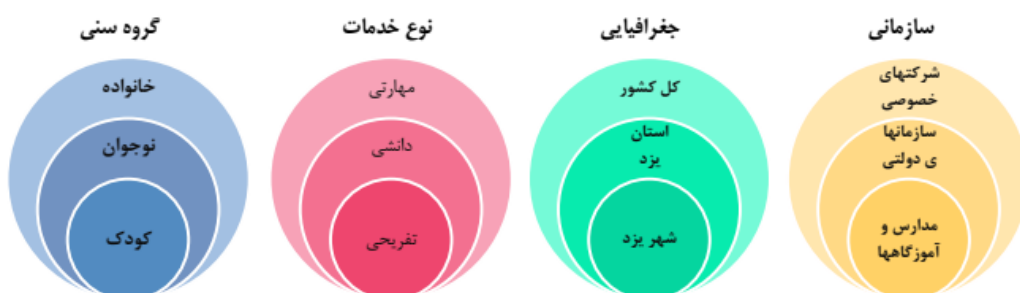 سازمانی
شرکتهای
خصوصی
سازمانها
ی دولتی
مدارس و
آموزگاهها
جغرافیایی
کل کشور
استان
یزد
شهر یزد
نوع خدمات
مهارتی
دانشی
تفریحی
گروه سنی
خانواده
نوجوان
کودک